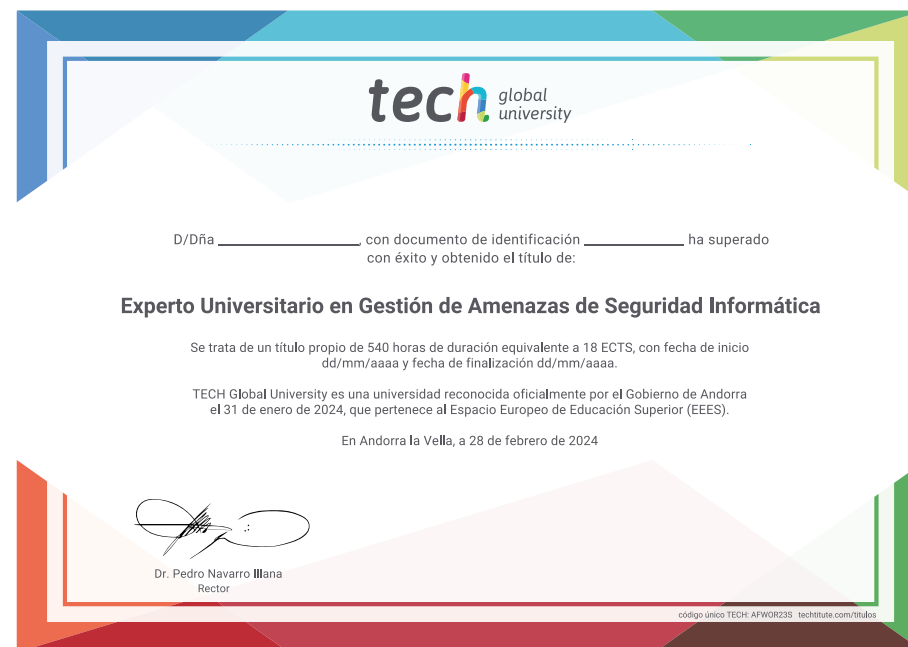 tech global university
D/Dña ____________________, con documento de identificación ______________ ha superado
con éxito y obtenido el título de:
Experto Universitario en Gestión de Amenazas de Seguridad Informática
Se trata de un título propio de 540 horas de duración equivalente a 18 ECTS, con fecha de inicio
dd/mm/aaaa y fecha de finalización dd/mm/aaaa.
TECH Global University es una universidad reconocida oficialmente por el Gobierno de Andorra
el 31 de enero de 2024, que pertenece al Espacio Europeo de Educación Superior (EEES).
En Andorra la Vella, a 28 de febrero de 2024
Dr. Pedro Navarro Illana
Rector
código único TECH: AFWOR23S techtitute.com/titulos